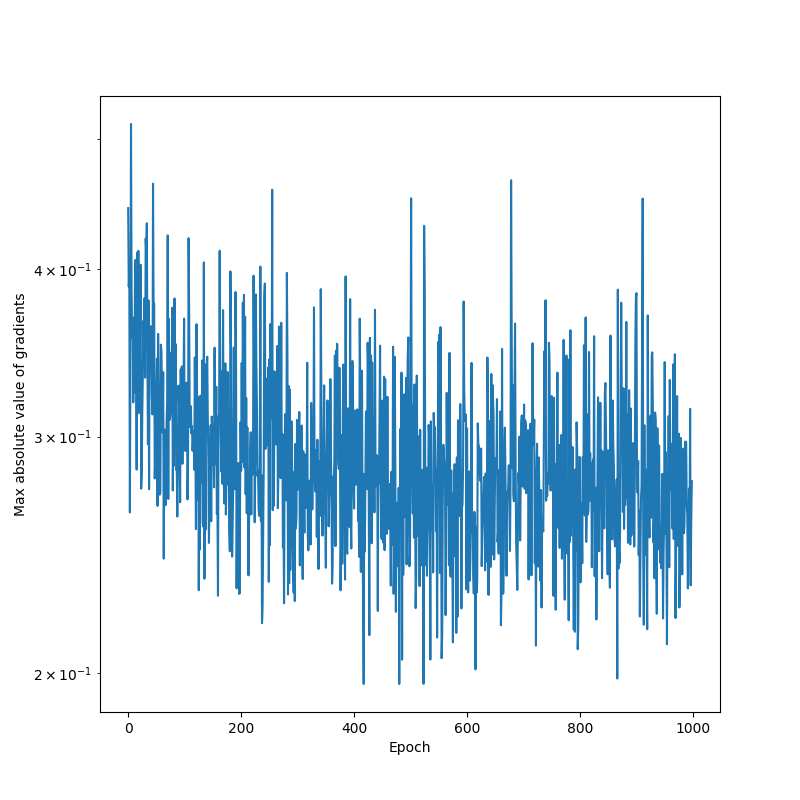 Max absolute value of gradients
4 × 10⁻¹
3 × 10⁻¹
2 × 10⁻¹
0 200 400 600 800 1000
Epoch